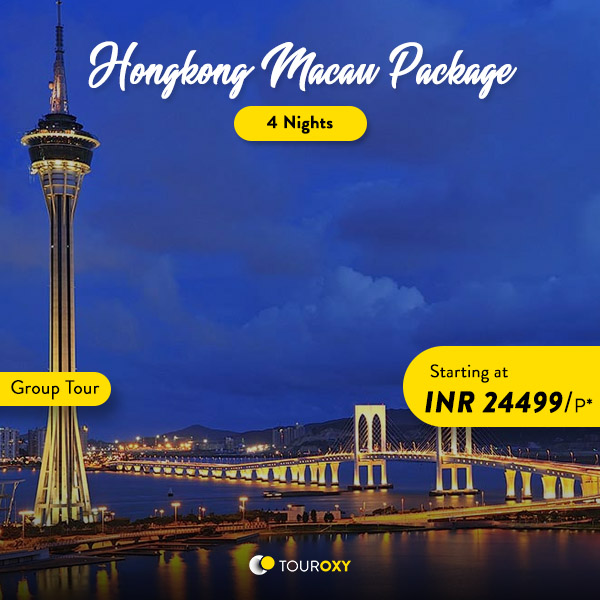 Hongkong Macau Package
4 Nights
Group Tour
Starting at
INR 24499/P*
TOUROXY